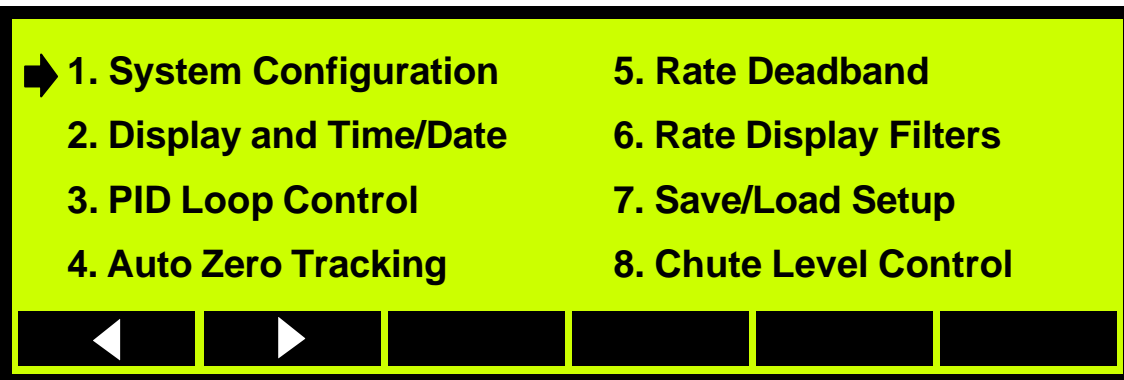 1. System Configuration
2. Display and Time/Date
3. PID Loop Control
4. Auto Zero Tracking
5. Rate Deadband
6. Rate Display Filters
7. Save/Load Setup
8. Chute Level Control